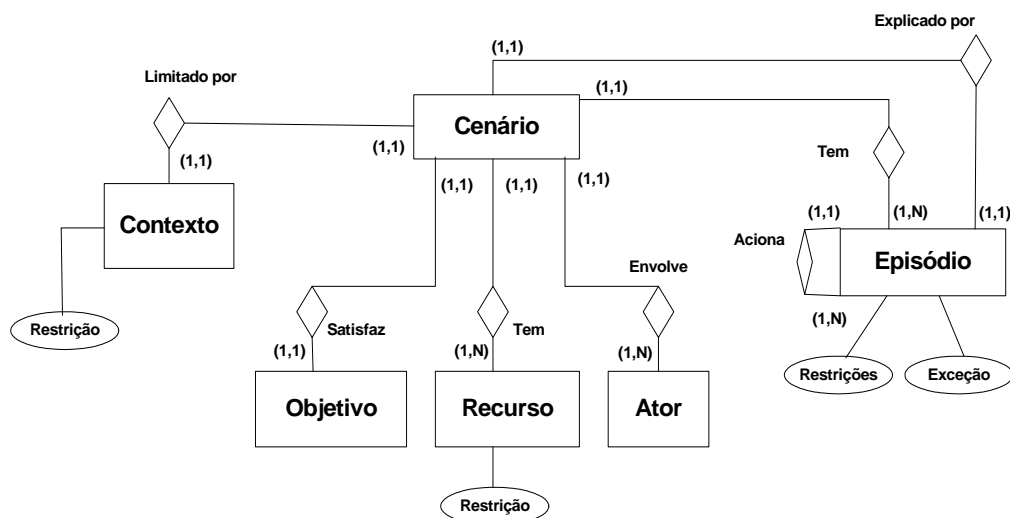 Explicado por
(1,1)
Limitado por
(1,1)
Cenário
(1,1)
Tem
(1,1)
(1,1)
(1,1)
(1,1)
Contexto
(1,1)
(1,N)
(1,1)
Aciona
Episódio
Envolve
Restrição
Satisfaz
Tem
(1,N)
(1,1)
(1,N)
(1,N)
Restrições
Exceção
Objetivo
Recurso
Ator
Restrição